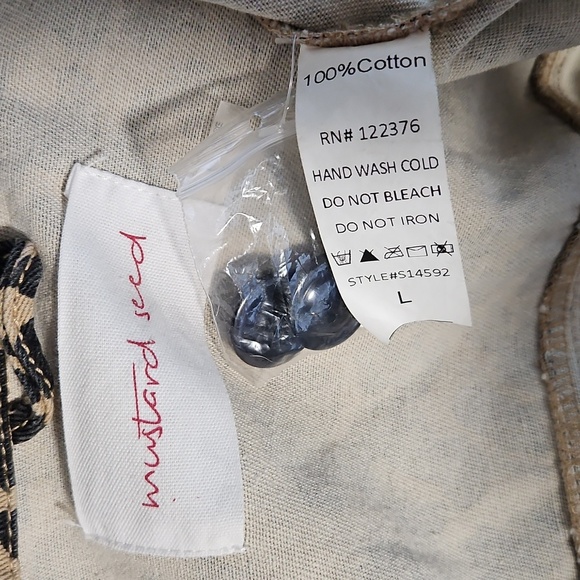 100%Cotton
RN# 122376
HAND WASH COLD
DO NOT BLEACH
DO NOT IRON
STYLE#S14592
L
mustard seed